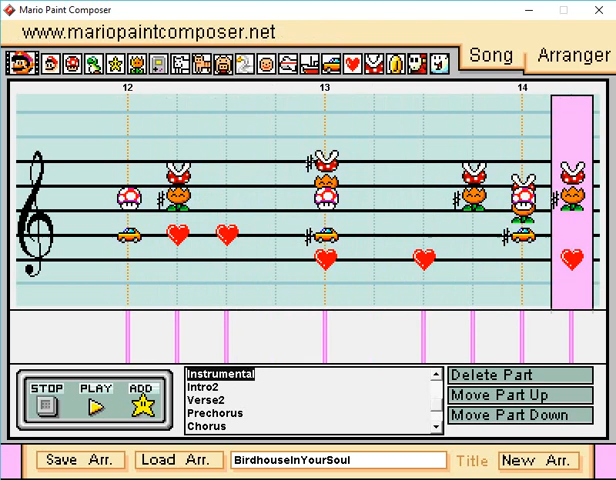 Mario Paint Composer
www.mariopaintcomposer.net
Song
Arranger
12
13
14
STOP PLAY ADD
Instrumental
Intro2
Verse2
Prechorus
Chorus
Delete Part
Move Part Up
Move Part Down
Save Arr.
Load Arr.
BirdhouseInYourSoul
Title
New Arr.